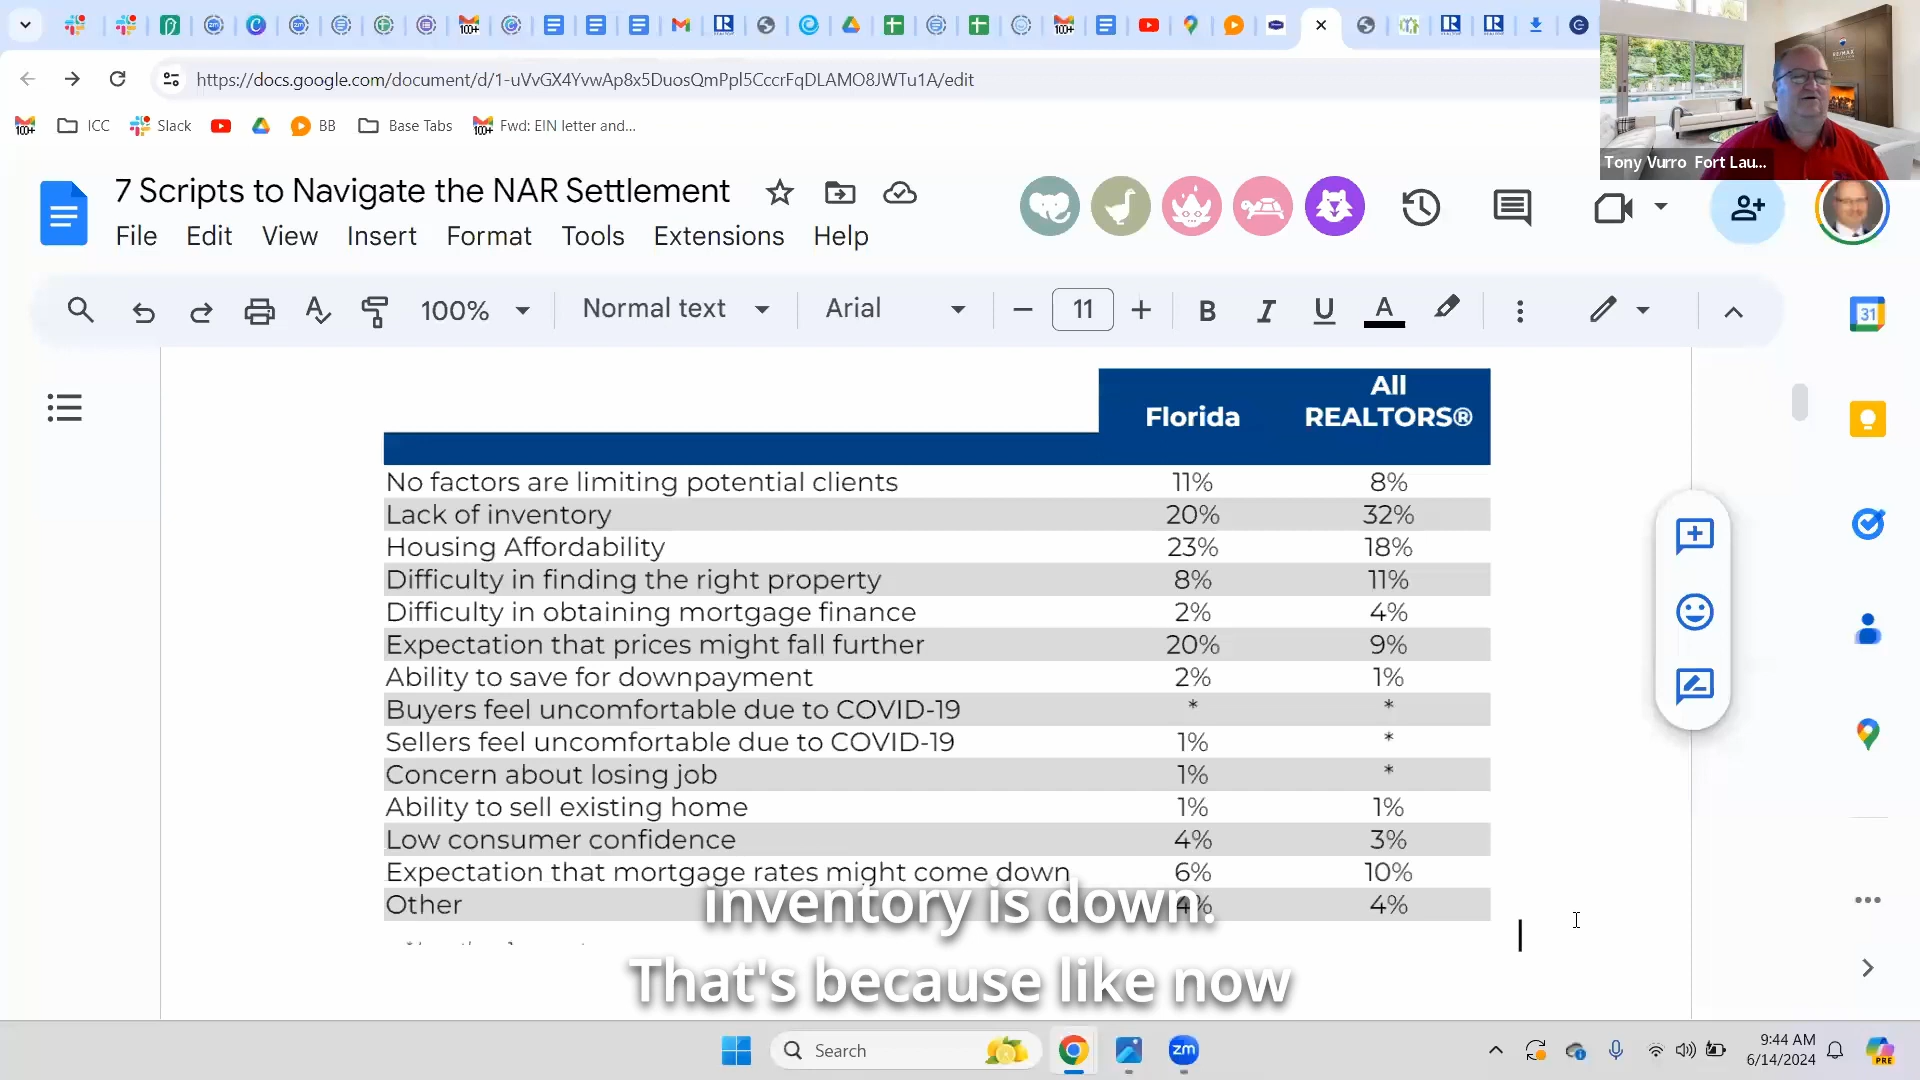 https://docs.google.com/document/d/1-uVvGX4YvwAp8x5DuosQmPpl5CccrFqDLAMO8JWTu1A/edit
100+ ICC Slack BB Base Tabs 100+ Fwd: EIN letter and...
Tony Vurro Fort Lau...
7 Scripts to Navigate the NAR Settlement
File Edit View Insert Format Tools Extensions Help
100% Normal text Arial 11 B I U A
31
Florida All REALTORS®
No factors are limiting potential clients 11% 8%
Lack of inventory 20% 32%
Housing Affordability 23% 18%
Difficulty in finding the right property 8% 11%
Difficulty in obtaining mortgage finance 2% 4%
Expectation that prices might fall further 20% 9%
Ability to save for downpayment 2% 1%
Buyers feel uncomfortable due to COVID-19 * *
Sellers feel uncomfortable due to COVID-19 1% *
Concern about losing job 1% *
Ability to sell existing home 1% 1%
Low consumer confidence 4% 3%
Expectation that mortgage rates might come down 6% 10%
Other 4% 4%
inventory is down.
That's because like now
Search zm 9:44 AM
6/14/2024 PRE